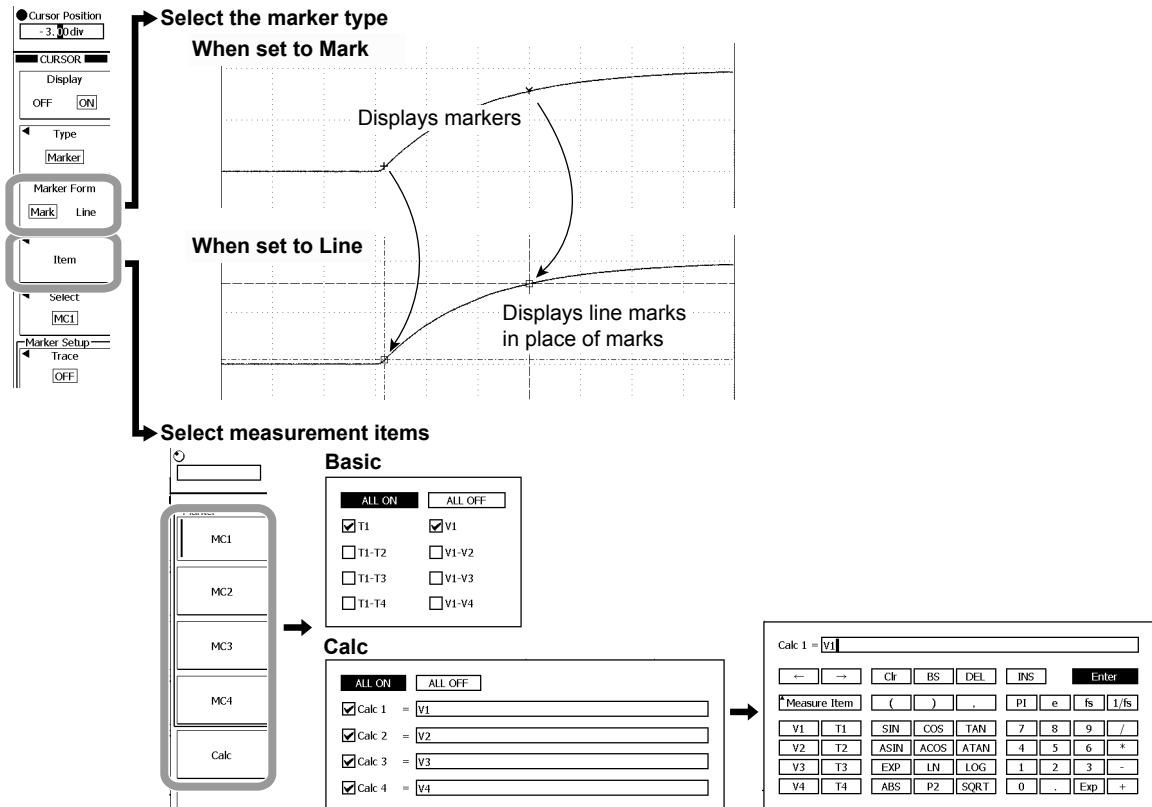 Cursor Position
-3.00div
CURSOR
Display
OFF ON
Type
Marker
Marker Form
Mark Line
Item
Select
MC1
Marker Setup
Trace
OFF
Select the marker type
When set to Mark
Displays markers
When set to Line
Displays line marks
in place of marks
Select measurement items
Marker
MC1
MC2
MC3
MC4
Calc
Basic
ALL ON ALL OFF
T1 V1
T1-T2 V1-V2
T1-T3 V1-V3
T1-T4 V1-V4
Calc
ALL ON ALL OFF
Calc 1 = V1
Calc 2 = V2
Calc 3 = V3
Calc 4 = V4
Calc 1 = V1
← → Clr BS DEL INS Enter
Measure Item ( ) , PI e fs 1/fs
V1 T1 SIN COS TAN 7 8 9 /
V2 T2 ASIN ACOS ATAN 4 5 6 *
V3 T3 EXP LN LOG 1 2 3 -
V4 T4 ABS P2 SQRT 0 . Exp +